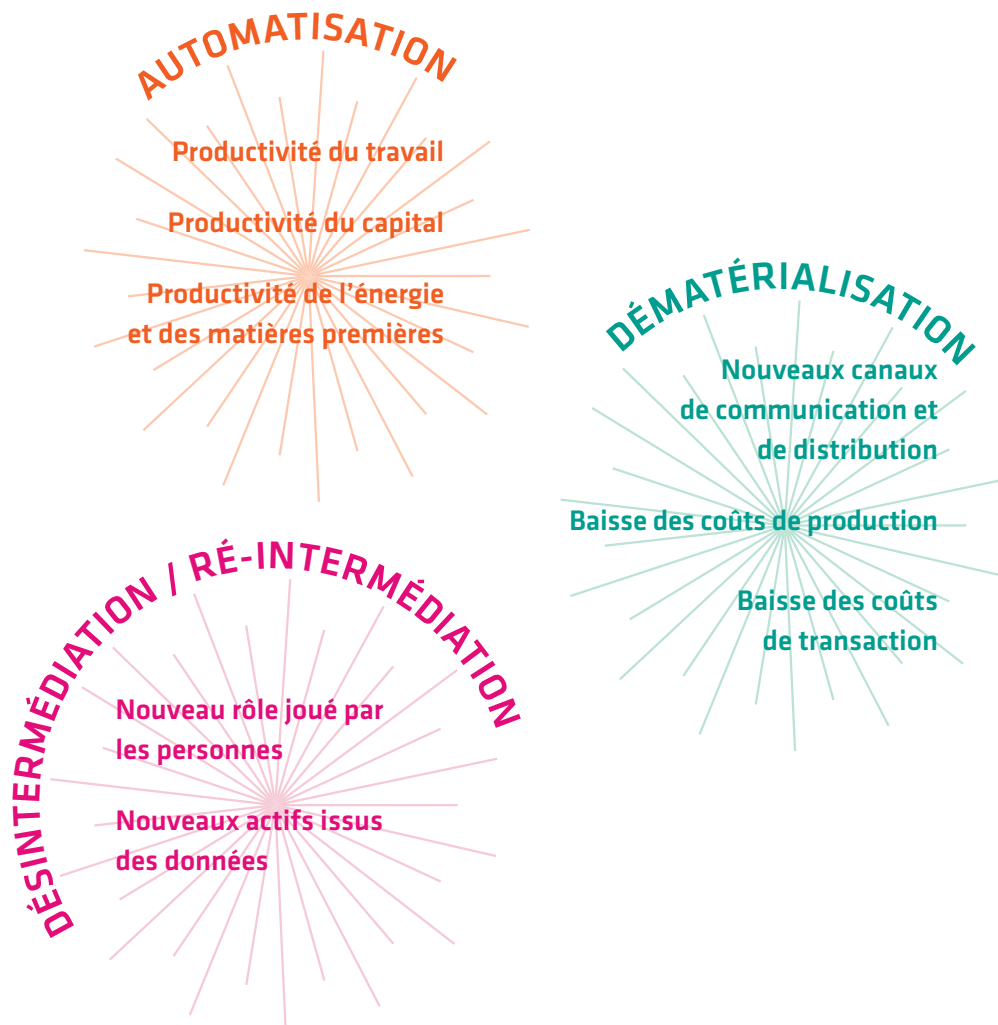 AUTOMATISATION
Productivité du travail
Productivité du capital
Productivité de l'énergie
et des matières premières
DÉMATÉRIALISATION
Nouveaux canaux
de communication et
de distribution
Baisse des coûts de production
Baisse des coûts
de transaction
DÉSINTERMÉDIATION / RÉ-INTERMÉDIATION
Nouveau rôle joué par
les personnes
Nouveaux actifs issus
des données